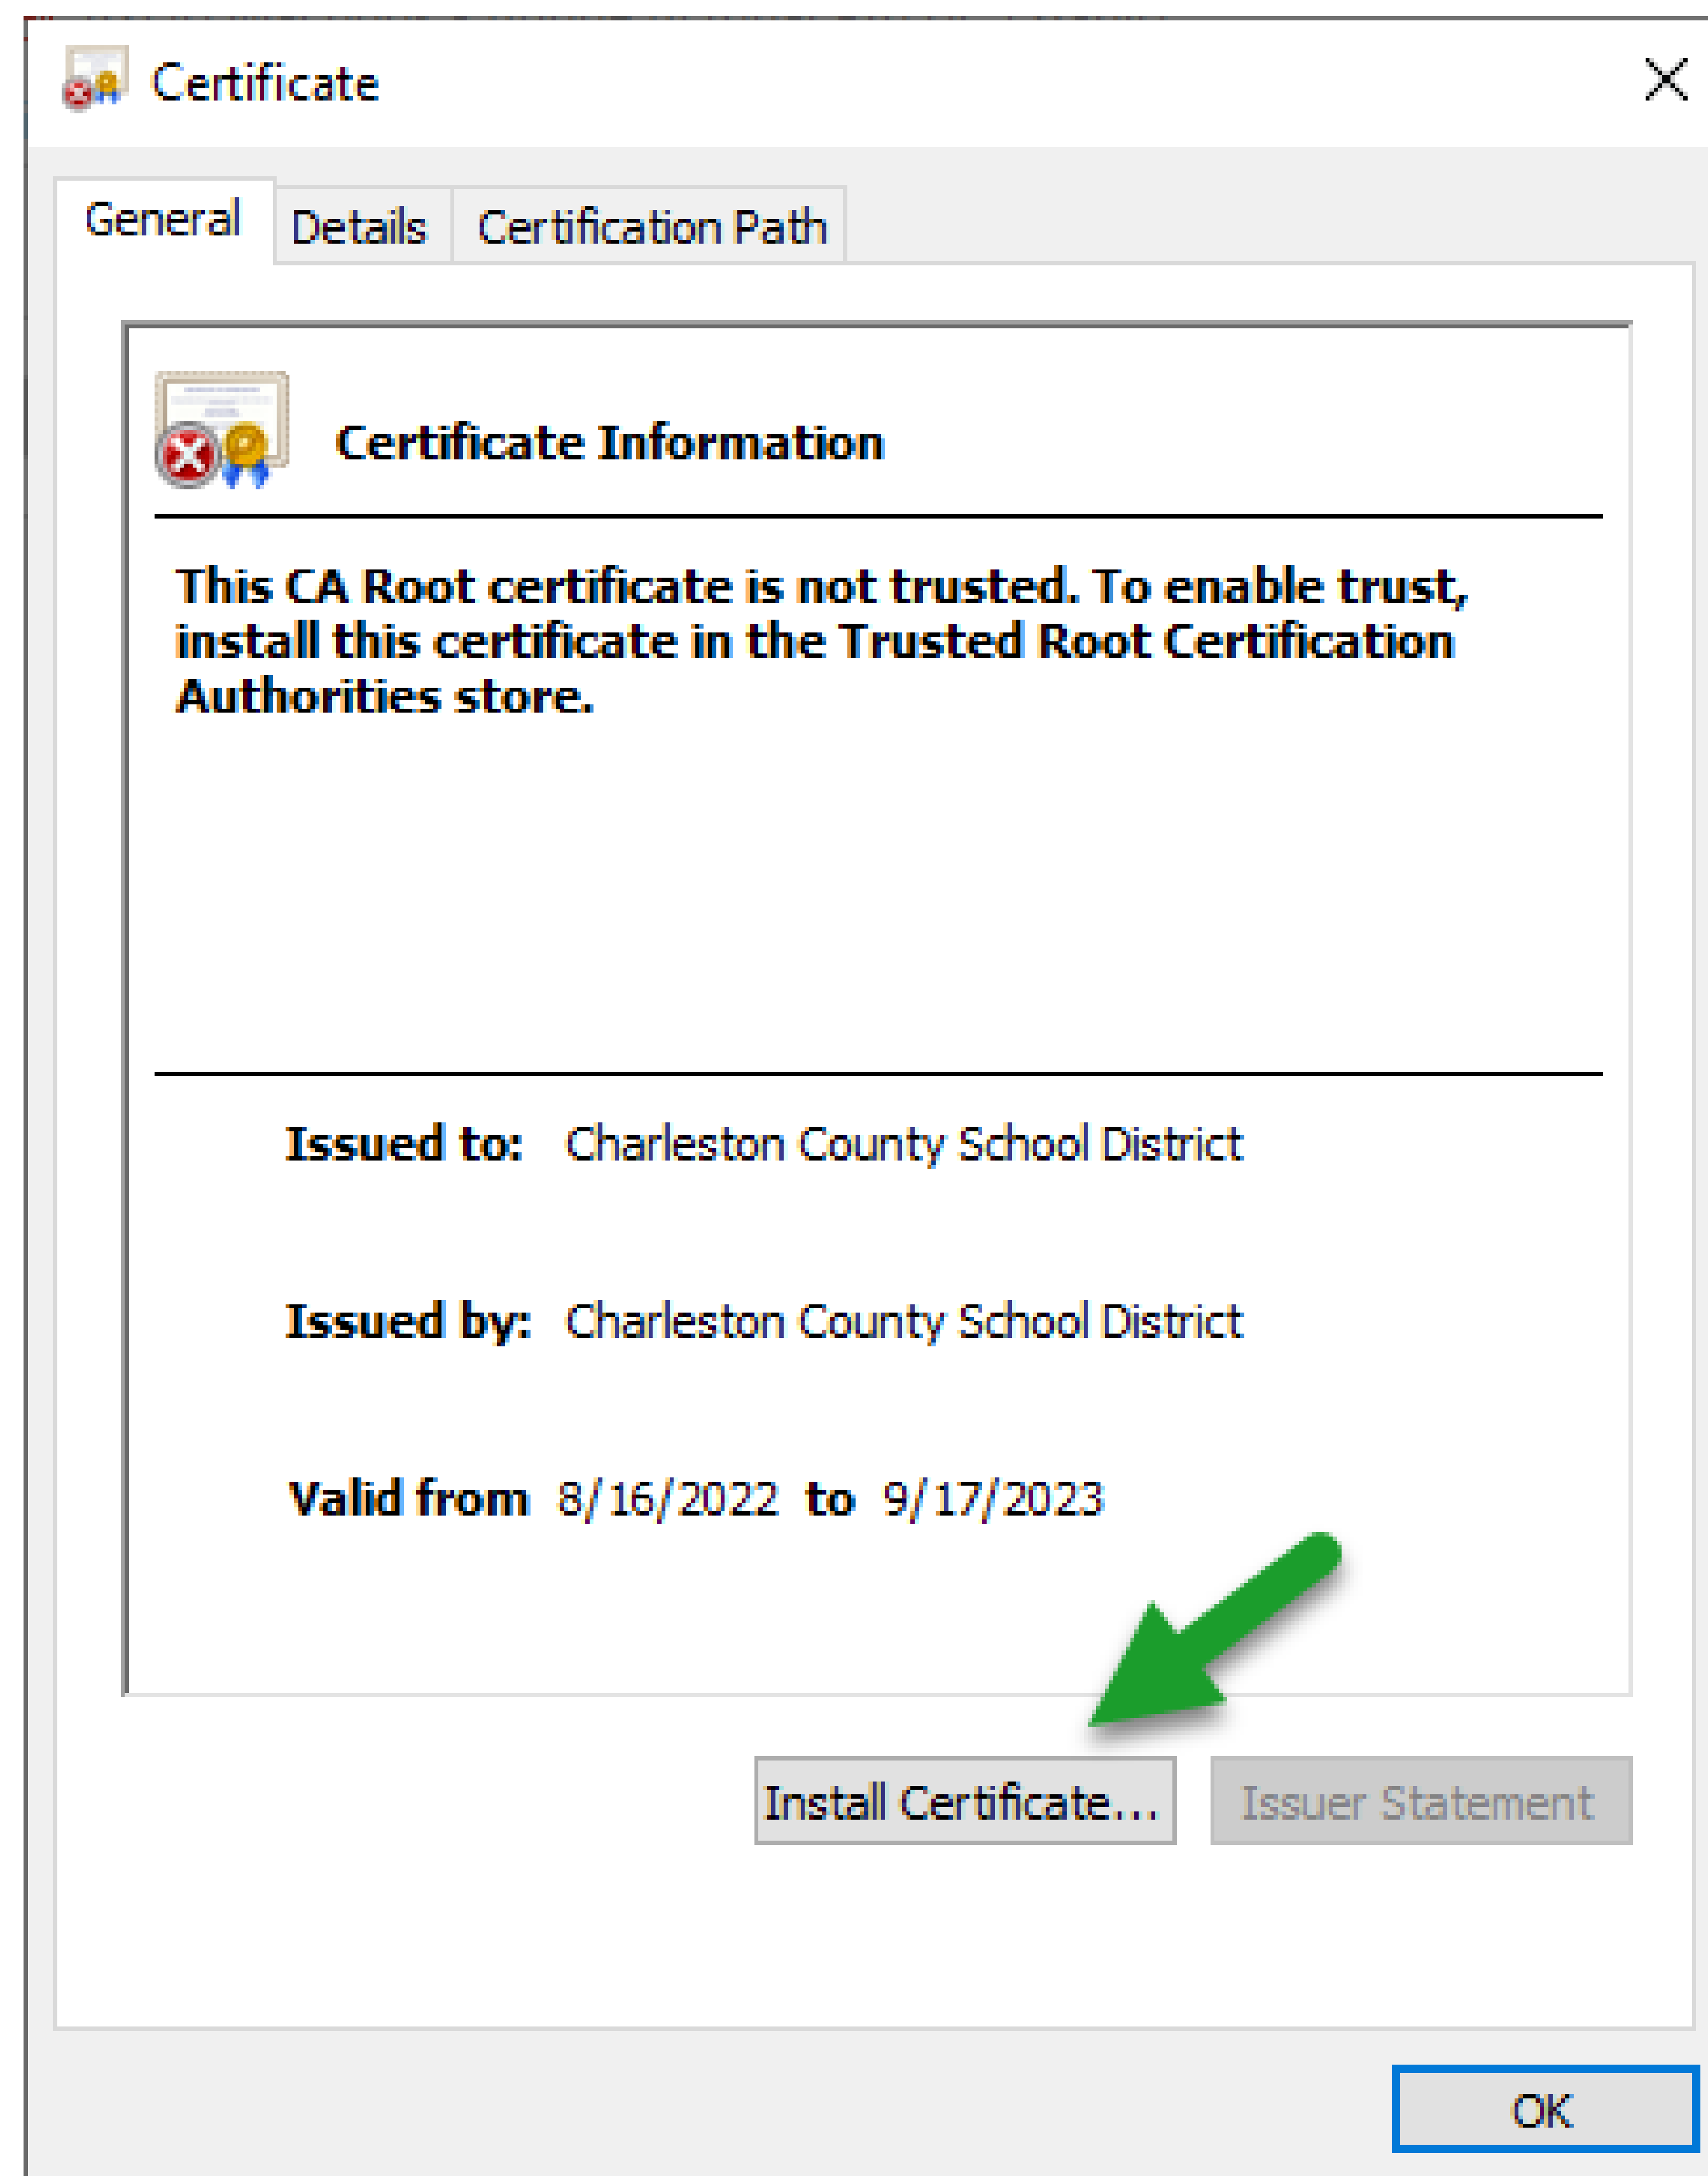 Certificate
General Details Certification Path
Certificate Information
This CA Root certificate is not trusted. To enable trust,
install this certificate in the Trusted Root Certification
Authorities store.
Issued to: Charleston County School District
Issued by: Charleston County School District
Valid from 8/16/2022 to 9/17/2023
Install Certificate... Issuer Statement
OK